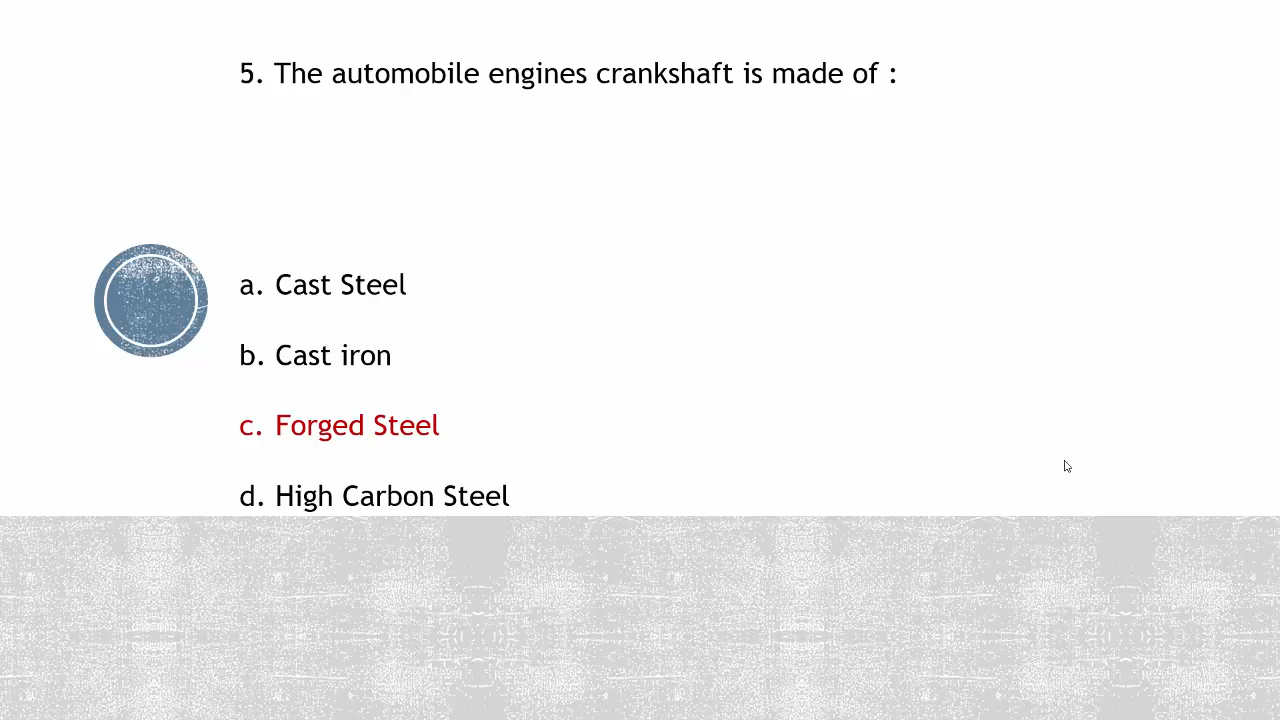 5. The automobile engines crankshaft is made of :
a. Cast Steel
b. Cast iron
c. Forged Steel
d. High Carbon Steel